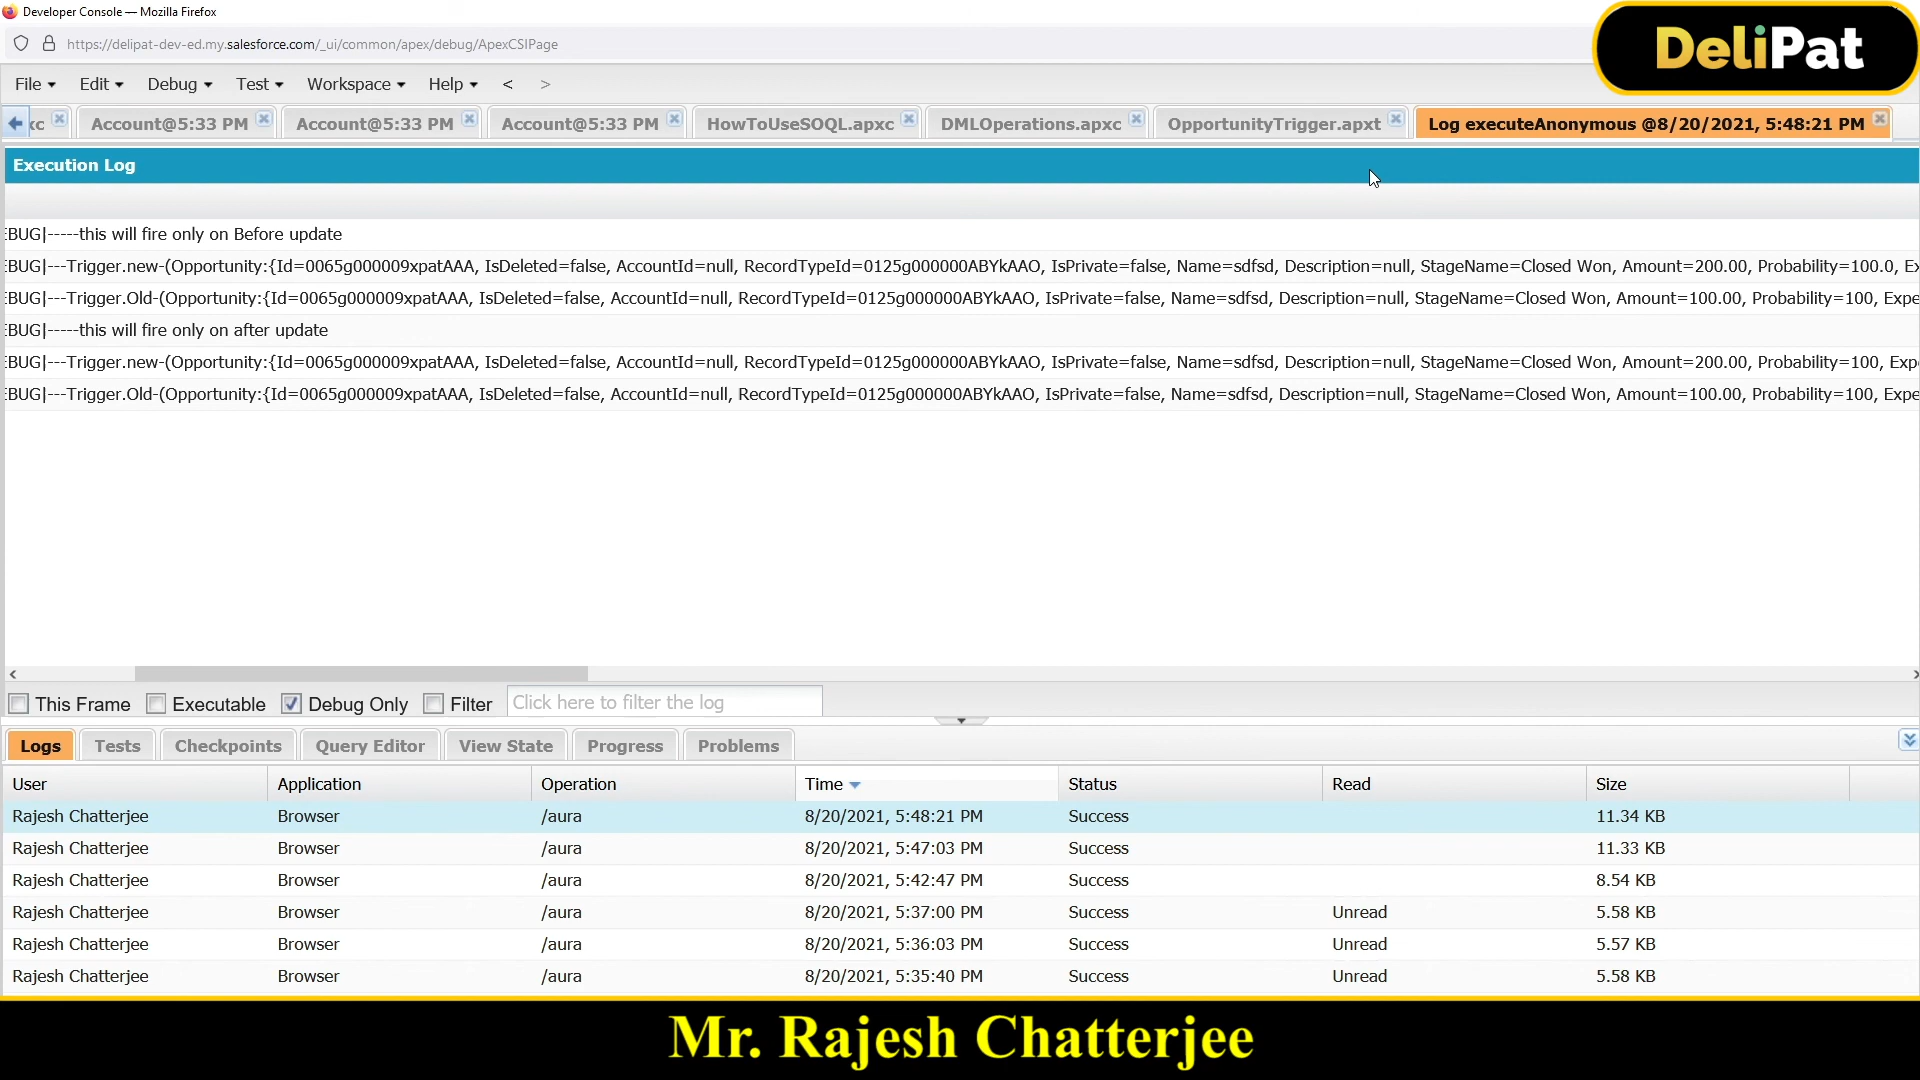 Developer Console — Mozilla Firefox
https://delipat-dev-ed.my.salesforce.com/_ui/common/apex/debug/ApexCSIPage
DeliPat
File Edit Debug Test Workspace Help < >
xc Account@5:33 PM Account@5:33 PM Account@5:33 PM HowToUseSOQL.apxc DMLOperations.apxc OpportunityTrigger.apxt Log executeAnonymous @8/20/2021, 5:48:21 PM
Execution Log
EBUG|-----this will fire only on Before update
EBUG|---Trigger.new-(Opportunity:{Id=0065g000009xpatAAA, IsDeleted=false, AccountId=null, RecordTypeId=0125g000000ABYkAAO, IsPrivate=false, Name=sdfsd, Description=null, StageName=Closed Won, Amount=200.00, Probability=100.0, Ex
EBUG|---Trigger.Old-(Opportunity:{Id=0065g000009xpatAAA, IsDeleted=false, AccountId=null, RecordTypeId=0125g000000ABYkAAO, IsPrivate=false, Name=sdfsd, Description=null, StageName=Closed Won, Amount=100.00, Probability=100, Expe
EBUG|-----this will fire only on after update
EBUG|---Trigger.new-(Opportunity:{Id=0065g000009xpatAAA, IsDeleted=false, AccountId=null, RecordTypeId=0125g000000ABYkAAO, IsPrivate=false, Name=sdfsd, Description=null, StageName=Closed Won, Amount=200.00, Probability=100, Exp
EBUG|---Trigger.Old-(Opportunity:{Id=0065g000009xpatAAA, IsDeleted=false, AccountId=null, RecordTypeId=0125g000000ABYkAAO, IsPrivate=false, Name=sdfsd, Description=null, StageName=Closed Won, Amount=100.00, Probability=100, Expe
This Frame Executable Debug Only Filter Click here to filter the log
Logs Tests Checkpoints Query Editor View State Progress Problems
User Application Operation Time Status Read Size
Rajesh Chatterjee Browser /aura 8/20/2021, 5:48:21 PM Success 11.34 KB
Rajesh Chatterjee Browser /aura 8/20/2021, 5:47:03 PM Success 11.33 KB
Rajesh Chatterjee Browser /aura 8/20/2021, 5:42:47 PM Success 8.54 KB
Rajesh Chatterjee Browser /aura 8/20/2021, 5:37:00 PM Success Unread 5.58 KB
Rajesh Chatterjee Browser /aura 8/20/2021, 5:36:03 PM Success Unread 5.57 KB
Rajesh Chatterjee Browser /aura 8/20/2021, 5:35:40 PM Success Unread 5.58 KB
Mr. Rajesh Chatterjee